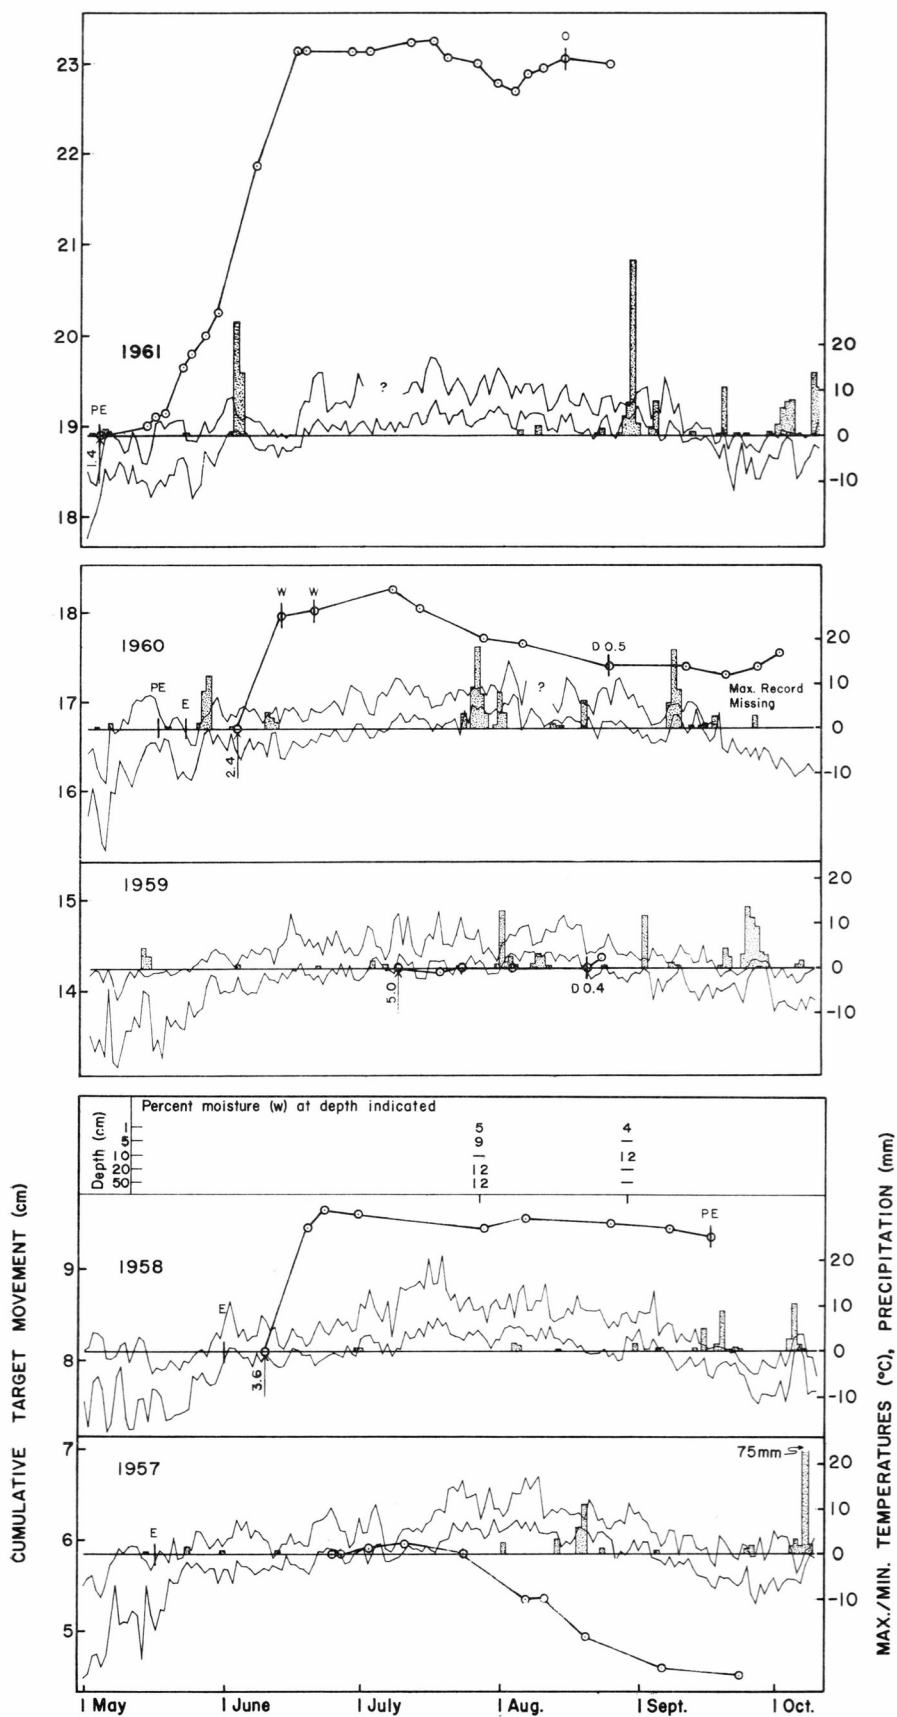 O
23
22
21
20
1961
20
10
?
PE
19
0
1.4
-10
18
W W
18
1960
D 0.5
20
PE
?
10
E
Max. Record
Missing
17
0
2.4
-10
16
1959
20
15
10
0
14
5.0
D 0.4
-10
Percent moisture (w) at depth indicated
Depth (cm)
1 5 4
5 9 —
10 — 12
20 12 —
50 12 —
PE
9
1958
20
E
10
0
8
3.6
-10
7
1957
75mm
20
E
10
6
0
-10
5
1 May 1 June 1 July 1 Aug. 1 Sept. 1 Oct.
CUMULATIVE TARGET MOVEMENT (cm)
MAX./MIN. TEMPERATURES (°C), PRECIPITATION (mm)